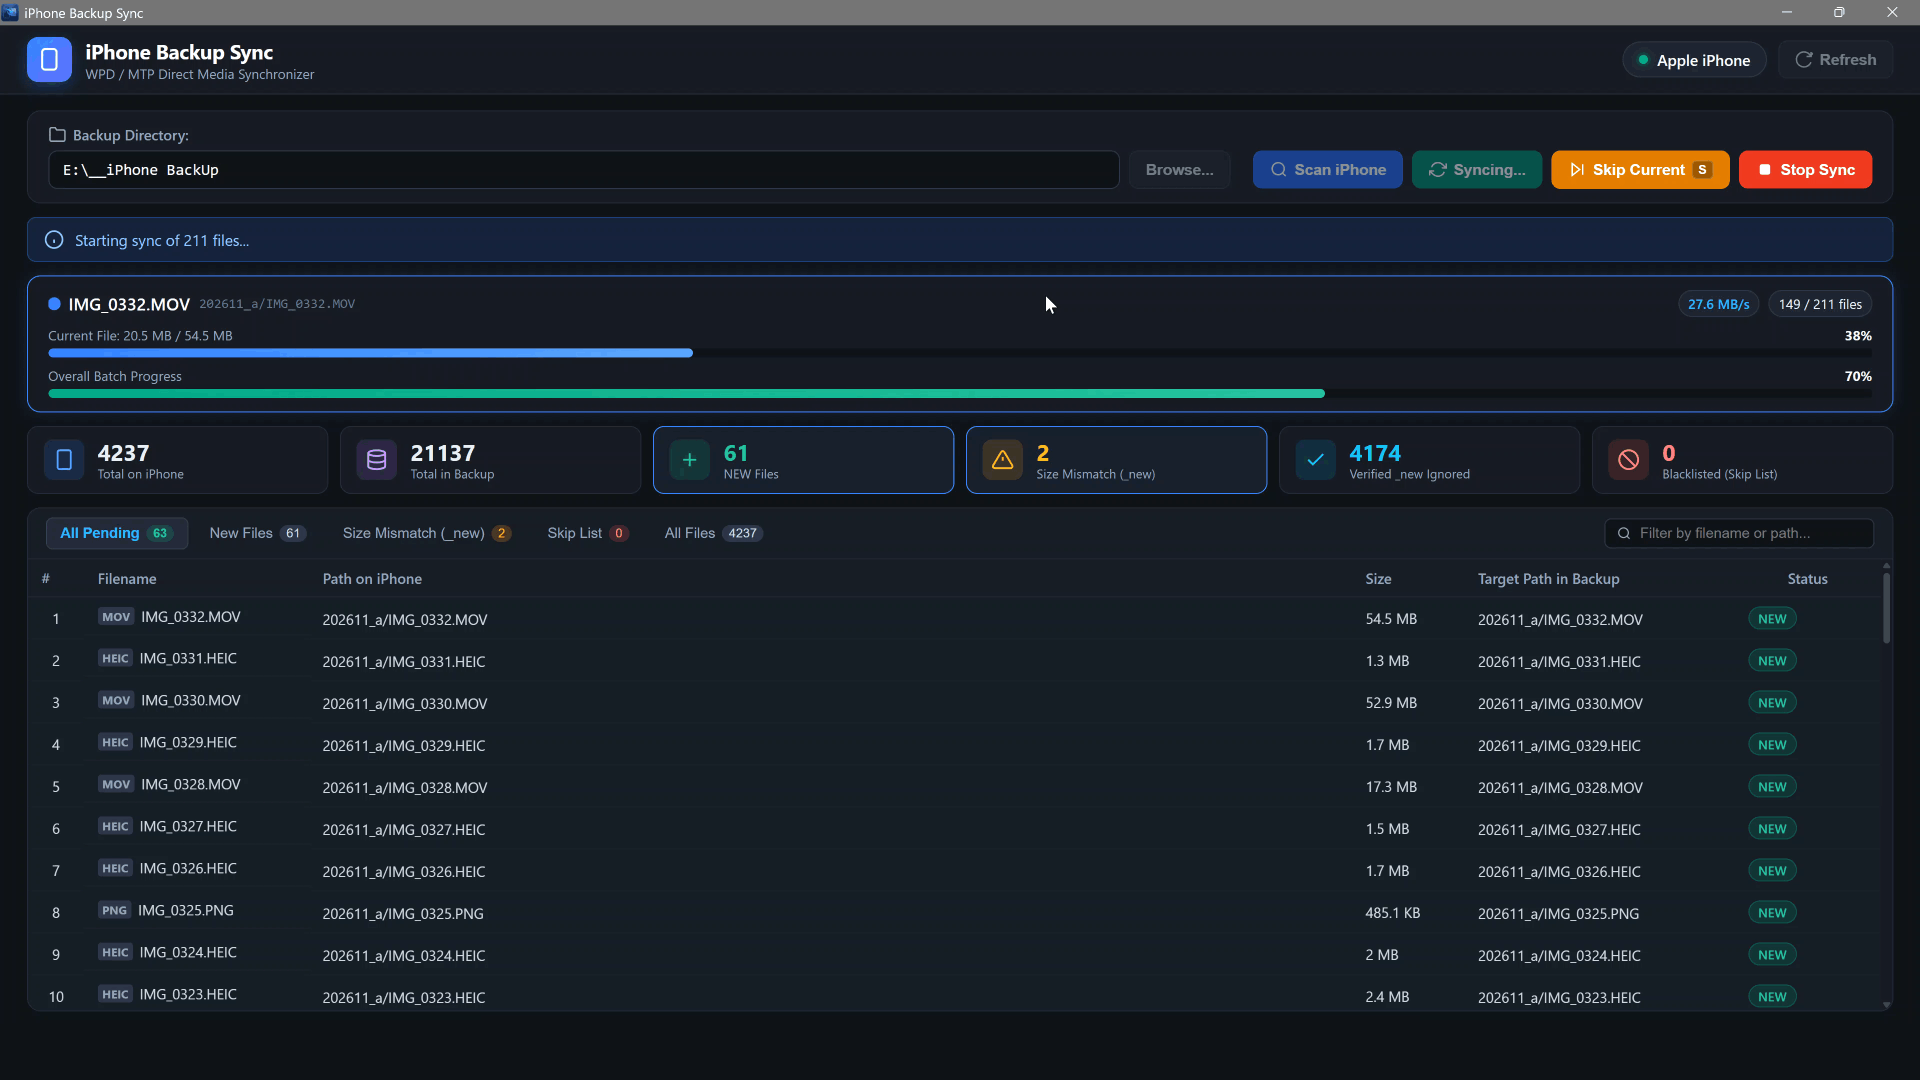 iPhone Backup Sync
iPhone Backup Sync
WPD / MTP Direct Media Synchronizer
Apple iPhone
Refresh
Backup Directory:
E:\__iPhone BackUp
Browse...
Scan iPhone
Syncing...
Skip Current S
Stop Sync
Starting sync of 211 files...
IMG_0332.MOV 202611_a/IMG_0332.MOV
27.6 MB/s
149 / 211 files
Current File: 20.5 MB / 54.5 MB
38%
Overall Batch Progress
70%
4237
Total on iPhone
21137
Total in Backup
61
NEW Files
2
Size Mismatch (_new)
4174
Verified _new Ignored
0
Blacklisted (Skip List)
All Pending 63
New Files 61
Size Mismatch (_new) 2
Skip List 0
All Files 4237
Filter by filename or path...
# Filename Path on iPhone Size Target Path in Backup Status
1 MOV IMG_0332.MOV 202611_a/IMG_0332.MOV 54.5 MB 202611_a/IMG_0332.MOV NEW
2 HEIC IMG_0331.HEIC 202611_a/IMG_0331.HEIC 1.3 MB 202611_a/IMG_0331.HEIC NEW
3 MOV IMG_0330.MOV 202611_a/IMG_0330.MOV 52.9 MB 202611_a/IMG_0330.MOV NEW
4 HEIC IMG_0329.HEIC 202611_a/IMG_0329.HEIC 1.7 MB 202611_a/IMG_0329.HEIC NEW
5 MOV IMG_0328.MOV 202611_a/IMG_0328.MOV 17.3 MB 202611_a/IMG_0328.MOV NEW
6 HEIC IMG_0327.HEIC 202611_a/IMG_0327.HEIC 1.5 MB 202611_a/IMG_0327.HEIC NEW
7 HEIC IMG_0326.HEIC 202611_a/IMG_0326.HEIC 1.7 MB 202611_a/IMG_0326.HEIC NEW
8 PNG IMG_0325.PNG 202611_a/IMG_0325.PNG 485.1 KB 202611_a/IMG_0325.PNG NEW
9 HEIC IMG_0324.HEIC 202611_a/IMG_0324.HEIC 2 MB 202611_a/IMG_0324.HEIC NEW
10 HEIC IMG_0323.HEIC 202611_a/IMG_0323.HEIC 2.4 MB 202611_a/IMG_0323.HEIC NEW